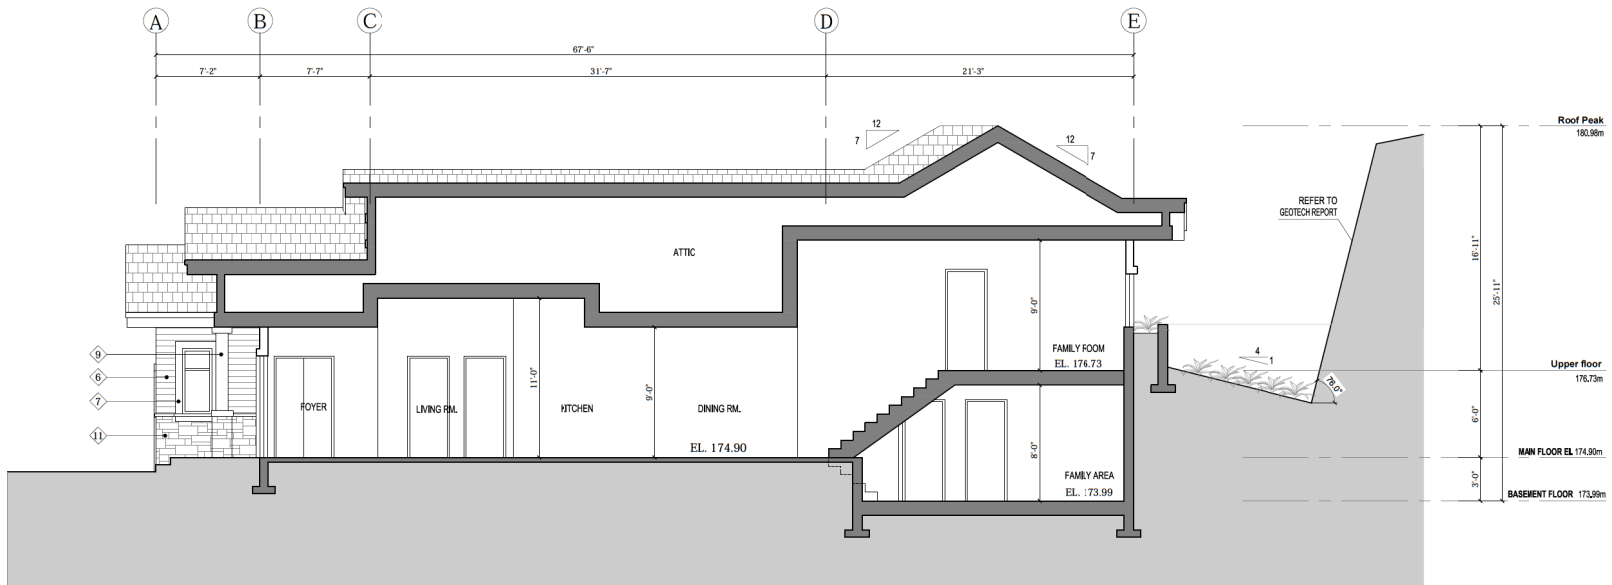 A B C D E
67'-6"
7'-2" 7'-7" 31'-7" 21'-3"
12
7
12
7
Roof Peak
180.98m
REFER TO
GEOTECH REPORT
ATTIC
16'-11"
25'-11"
9'-0"
9
6
7
11
FAMILY ROOM
EL. 176.73
4
1
Upper floor
176.73m
76.0°
11'-0"
9'-0"
FOYER
LIVING RM.
KITCHEN
DINING RM.
EL. 174.90
6'-0"
8'-0"
MAIN FLOOR EL 174.90m
FAMILY AREA
EL. 173.99
3'-0"
BASEMENT FLOOR 173.99m